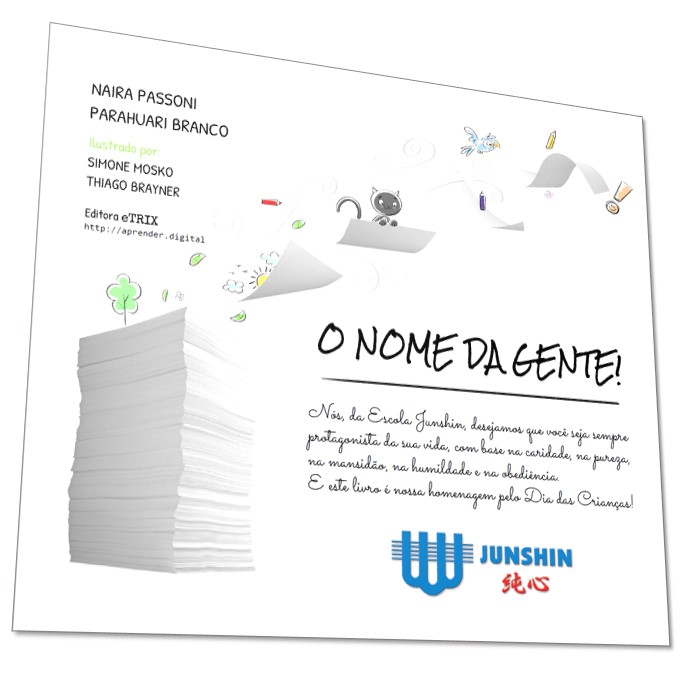 NAIRA PASSONI
PARAHUARI BRANCO
Ilustrado por:
SIMONE MOSKO
THIAGO BRAYNER
Editora eTRIX
http://aprender.digital
O NOME DA GENTE!
Nós, da Escola Junshin, desejamos que você seja sempre
protagonista da sua vida, com base na caridade, na pureza,
na mansidão, na humildade e na obediência.
E este livro é nossa homenagem pelo Dia das Crianças!
JUNSHIN
純心